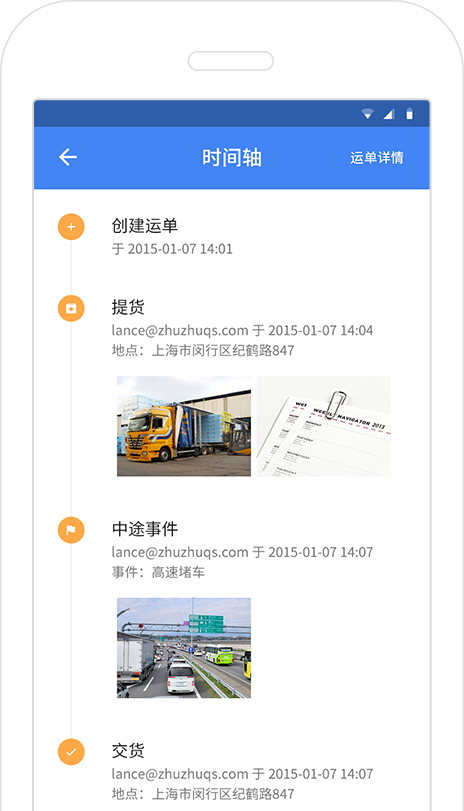 时间轴
运单详情
创建运单
于 2015-01-07 14:01
提货
lance@zhuzhuqs.com 于 2015-01-07 14:04
地点：上海市闵行区纪鹤路847
WEEKLY NAVIGATOR 2013
MONDAY
TUESDAY
中途事件
lance@zhuzhuqs.com 于 2015-01-07 14:07
事件：高速堵车
交货
lance@zhuzhuqs.com 于 2015-01-07 14:07
地点：上海市闵行区纪鹤路847